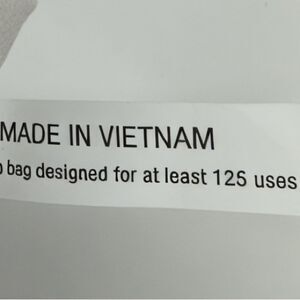 MADE IN VIETNAM
bag designed for at least 125 uses